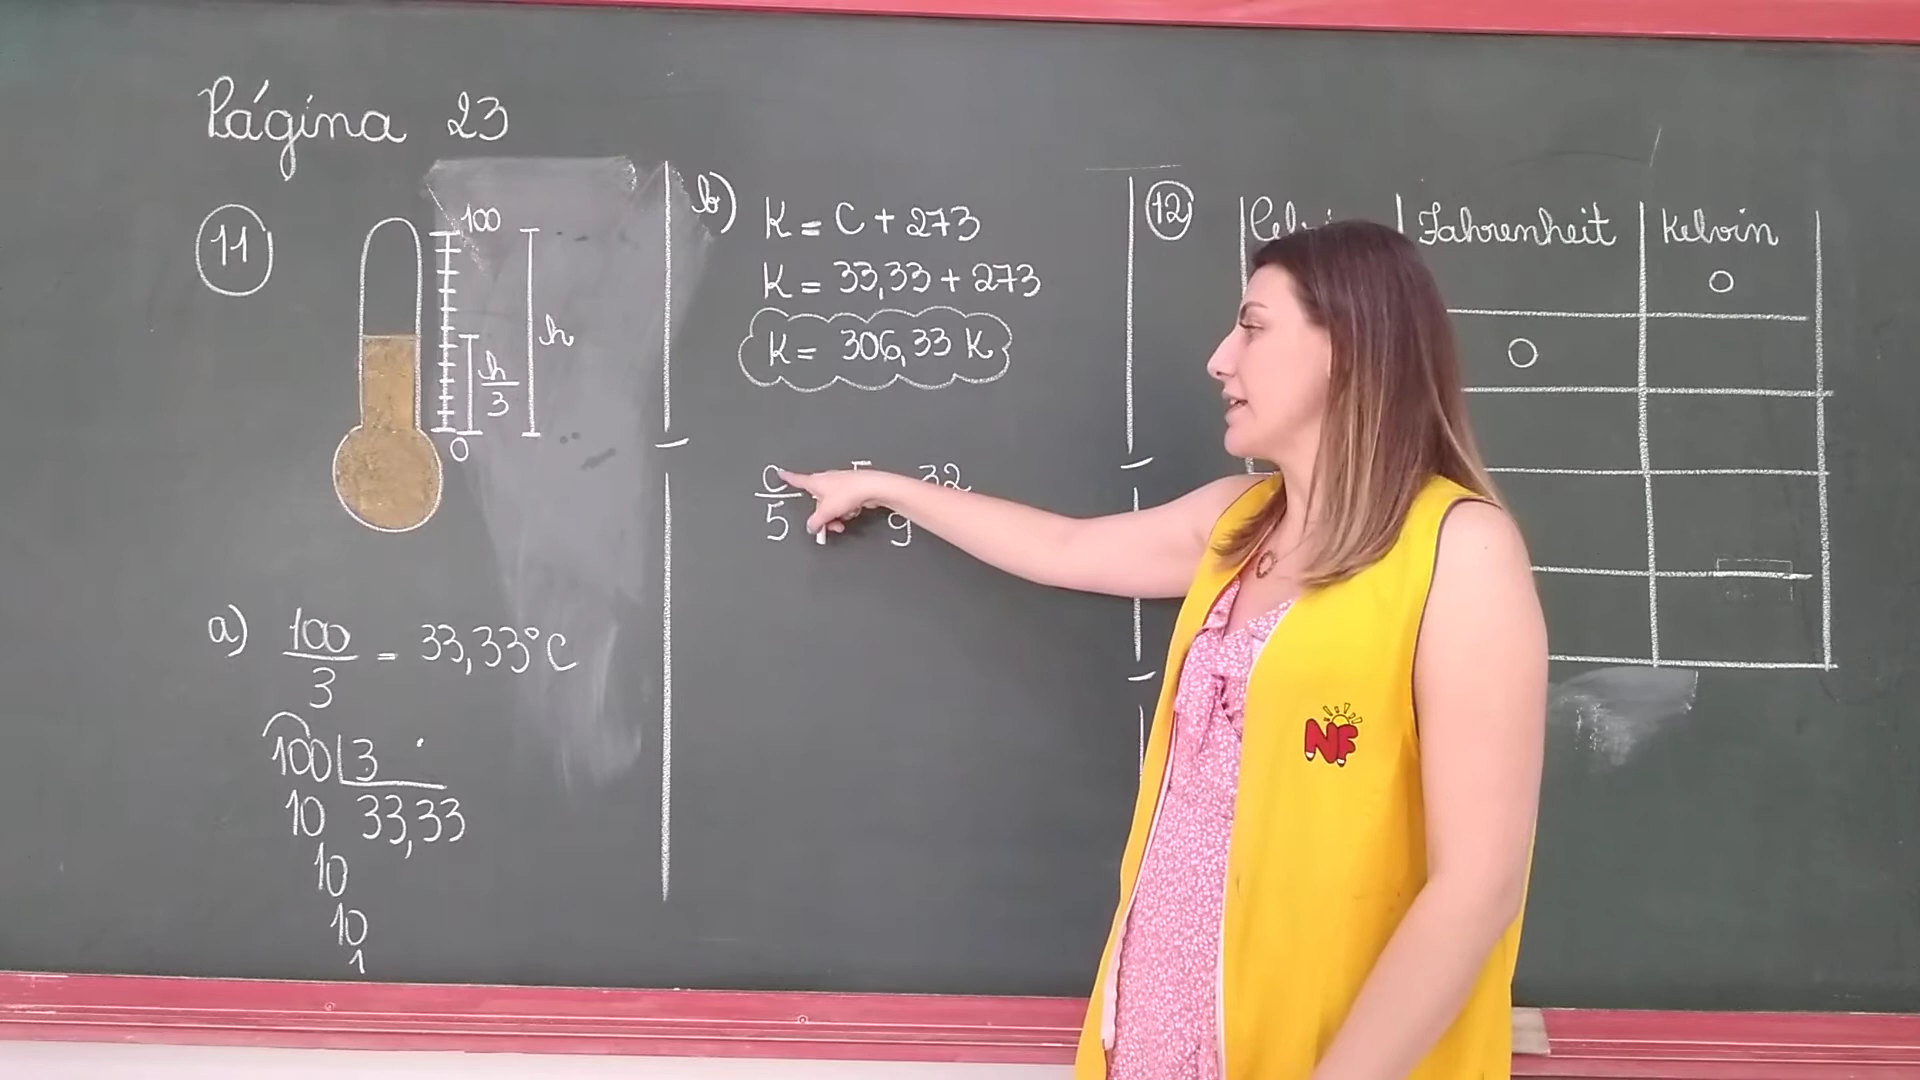 Página 23
11
100
h
h
3
0
a) 100
3
= 33,33°C
100 3
10 33,33
10
10
1
b) K = C + 273
K = 33,33 + 273
K = 306,33 K
C
5
32
9
12
Fahrenheit Kelvin
0
0
NF